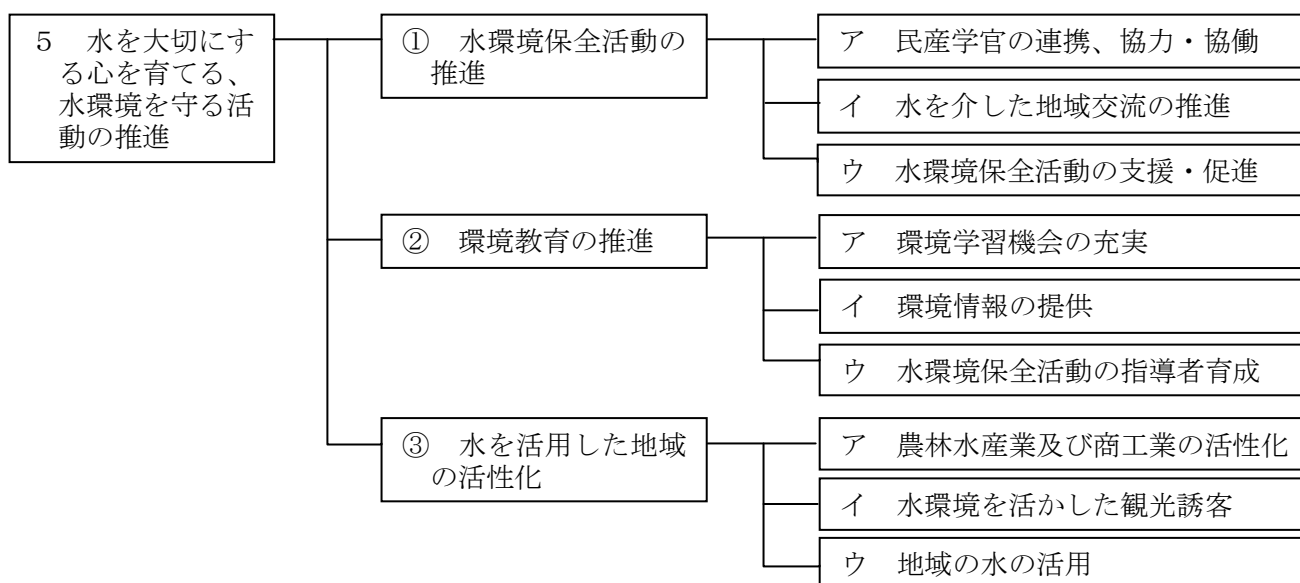 ５　水を大切にす
る心を育てる、
水環境を守る活
動の推進
①　水環境保全活動の
推進
ア　民産学官の連携、協力・協働
イ　水を介した地域交流の推進
ウ　水環境保全活動の支援・促進
②　環境教育の推進
ア　環境学習機会の充実
イ　環境情報の提供
ウ　水環境保全活動の指導者育成
③　水を活用した地域
の活性化
ア　農林水産業及び商工業の活性化
イ　水環境を活かした観光誘客
ウ　地域の水の活用